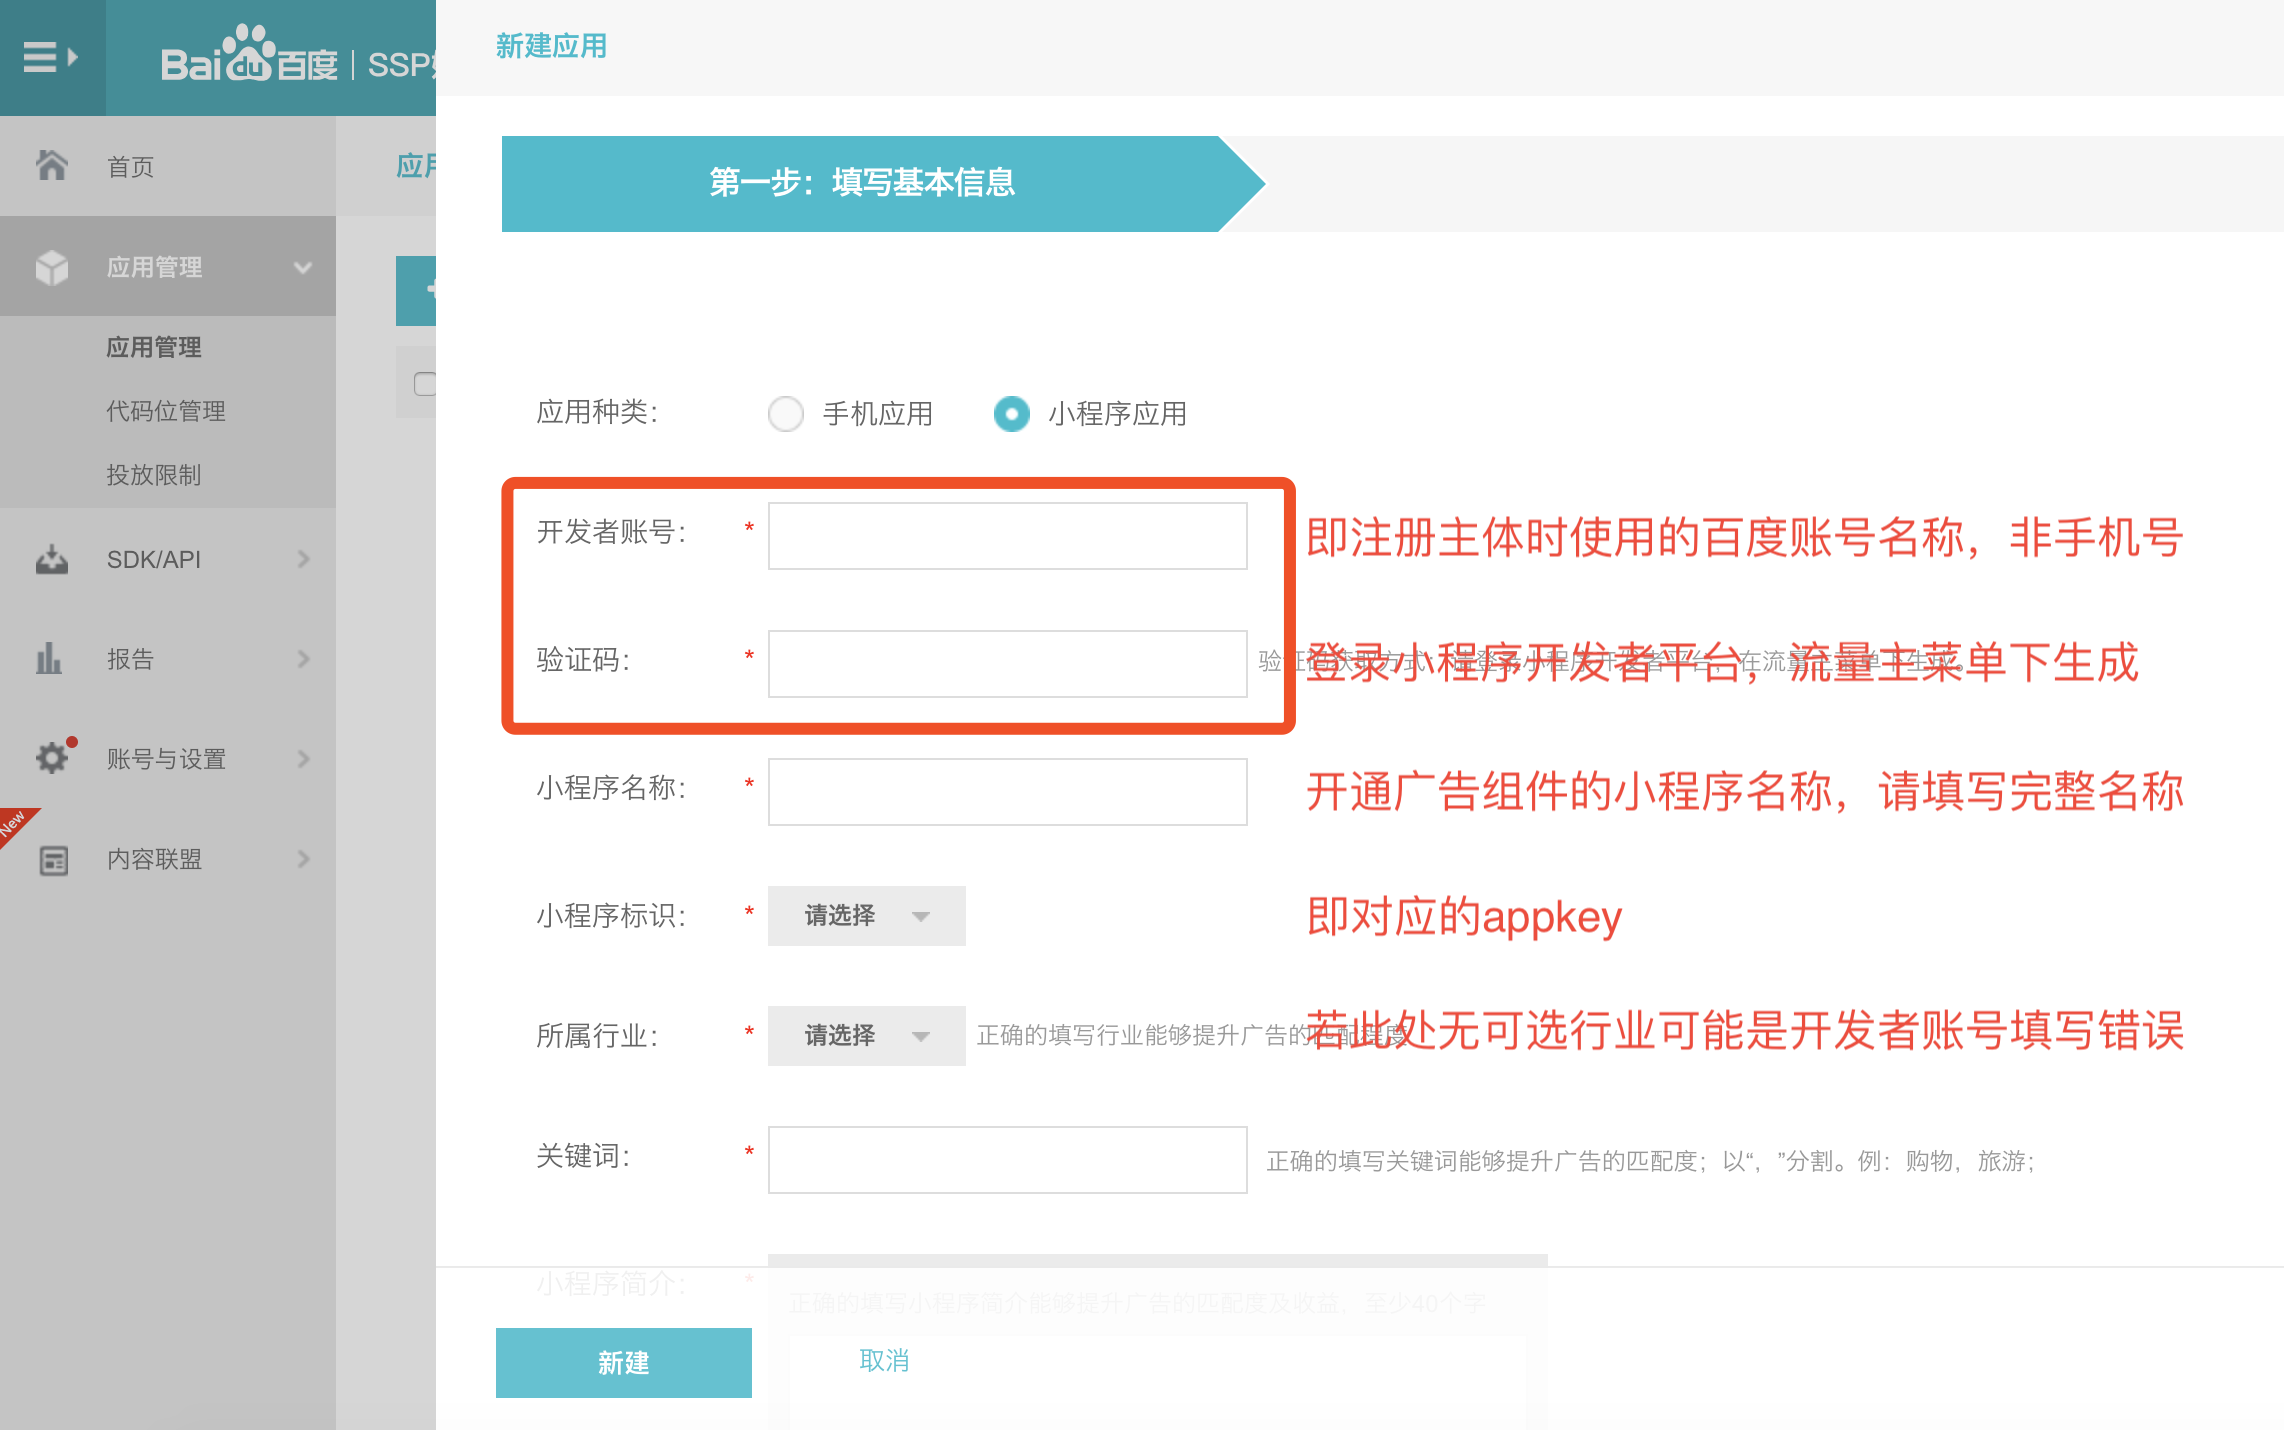 Baidu百度 | SSP
新建应用
首页
应用管理
应用管理
代码位管理
投放限制
SDK/API
报告
账号与设置
New
内容联盟
第一步：填写基本信息
应用种类：
手机应用
小程序应用
开发者账号：
*
即注册主体时使用的百度账号名称，非手机号
验证码：
*
验证码获取方式：请登录小程序开发者平台，在流量主菜单下生成。
登录小程序开发者平台，流量主菜单下生成
小程序名称：
*
开通广告组件的小程序名称，请填写完整名称
小程序标识：
*
请选择
即对应的appkey
所属行业：
*
请选择
正确的填写行业能够提升广告的匹配程度
若此处无可选行业可能是开发者账号填写错误
关键词：
*
正确的填写关键词能够提升广告的匹配度；以“，”分割。例：购物，旅游；
小程序简介：
*
正确的填写小程序简介能够提升广告的匹配度及收益，至少40个字
新建
取消